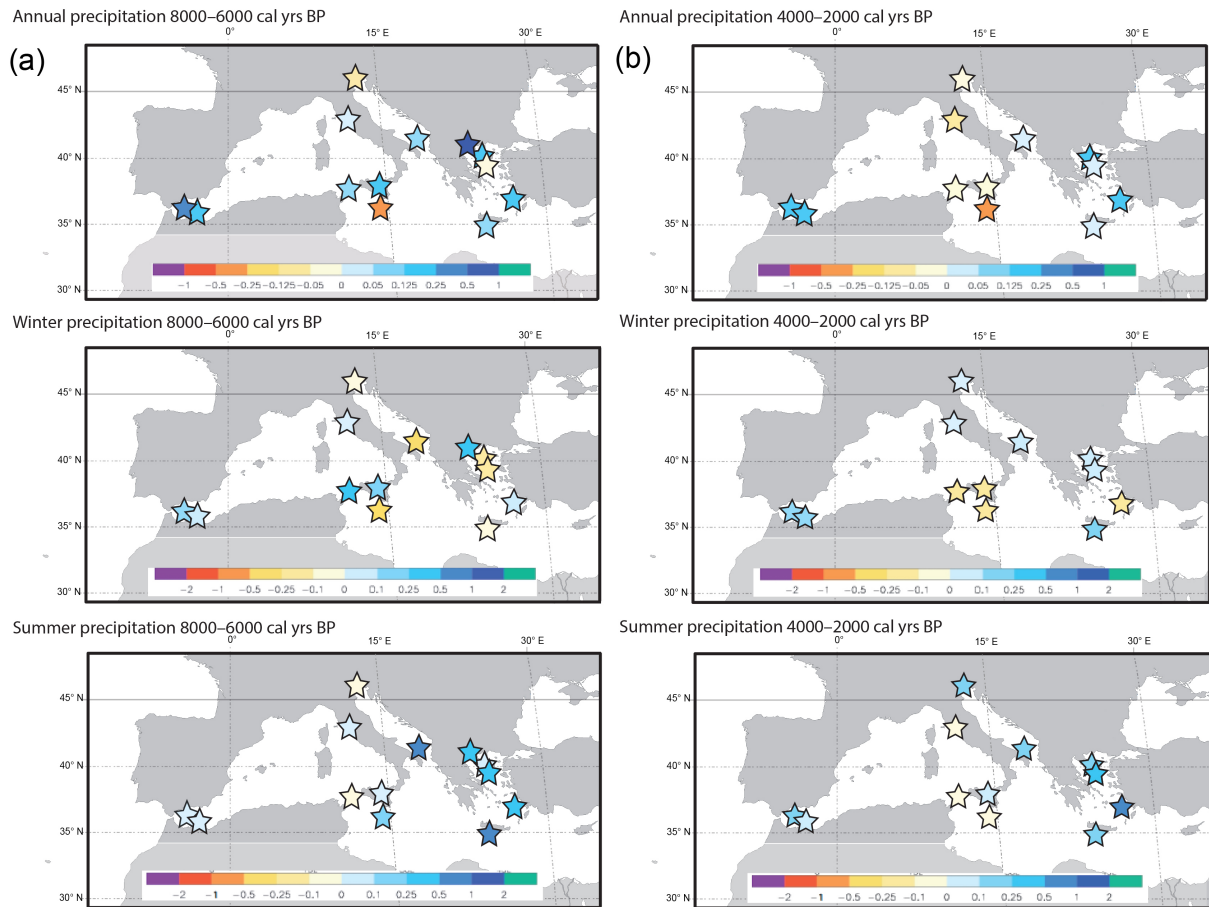 Annual precipitation 8000–6000 cal yrs BP
(a)
0° 15° E 30° E
45° N
40° N
35° N
30° N
−1 −0.5 −0.25 −0.125 −0.05 0 0.05 0.125 0.25 0.5 1
Winter precipitation 8000–6000 cal yrs BP
0° 15° E 30° E
45° N
40° N
35° N
30° N
−2 −1 −0.5 −0.25 −0.1 0 0.1 0.25 0.5 1 2
Summer precipitation 8000–6000 cal yrs BP
0° 15° E 30° E
45° N
40° N
35° N
30° N
−2 −1 −0.5 −0.25 −0.1 0 0.1 0.25 0.5 1 2
Annual precipitation 4000–2000 cal yrs BP
(b)
0° 15° E 30° E
45° N
40° N
35° N
30° N
−1 −0.5 −0.25 −0.125 −0.05 0 0.05 0.125 0.25 0.5 1
Winter precipitation 4000–2000 cal yrs BP
0° 15° E 30° E
45° N
40° N
35° N
30° N
−2 −1 −0.5 −0.25 −0.1 0 0.1 0.25 0.5 1 2
Summer precipitation 4000–2000 cal yrs BP
0° 15° E 30° E
45° N
40° N
35° N
30° N
−2 −1 −0.5 −0.25 −0.1 0 0.1 0.25 0.5 1 2